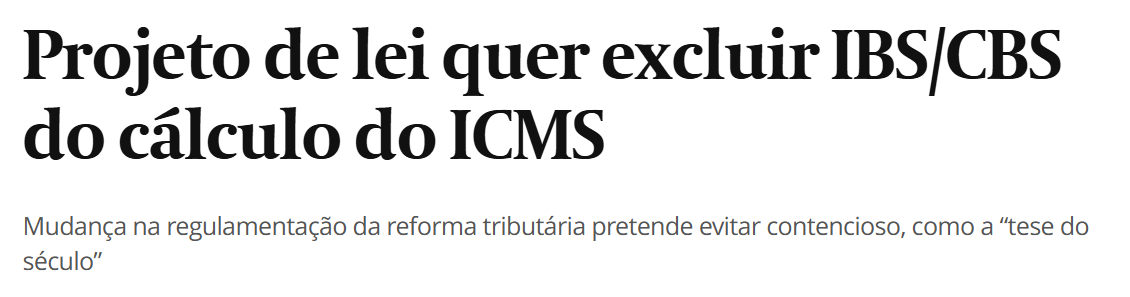 Projeto de lei quer excluir IBS/CBS
do cálculo do ICMS
Mudança na regulamentação da reforma tributária pretende evitar contencioso, como a “tese do
século”